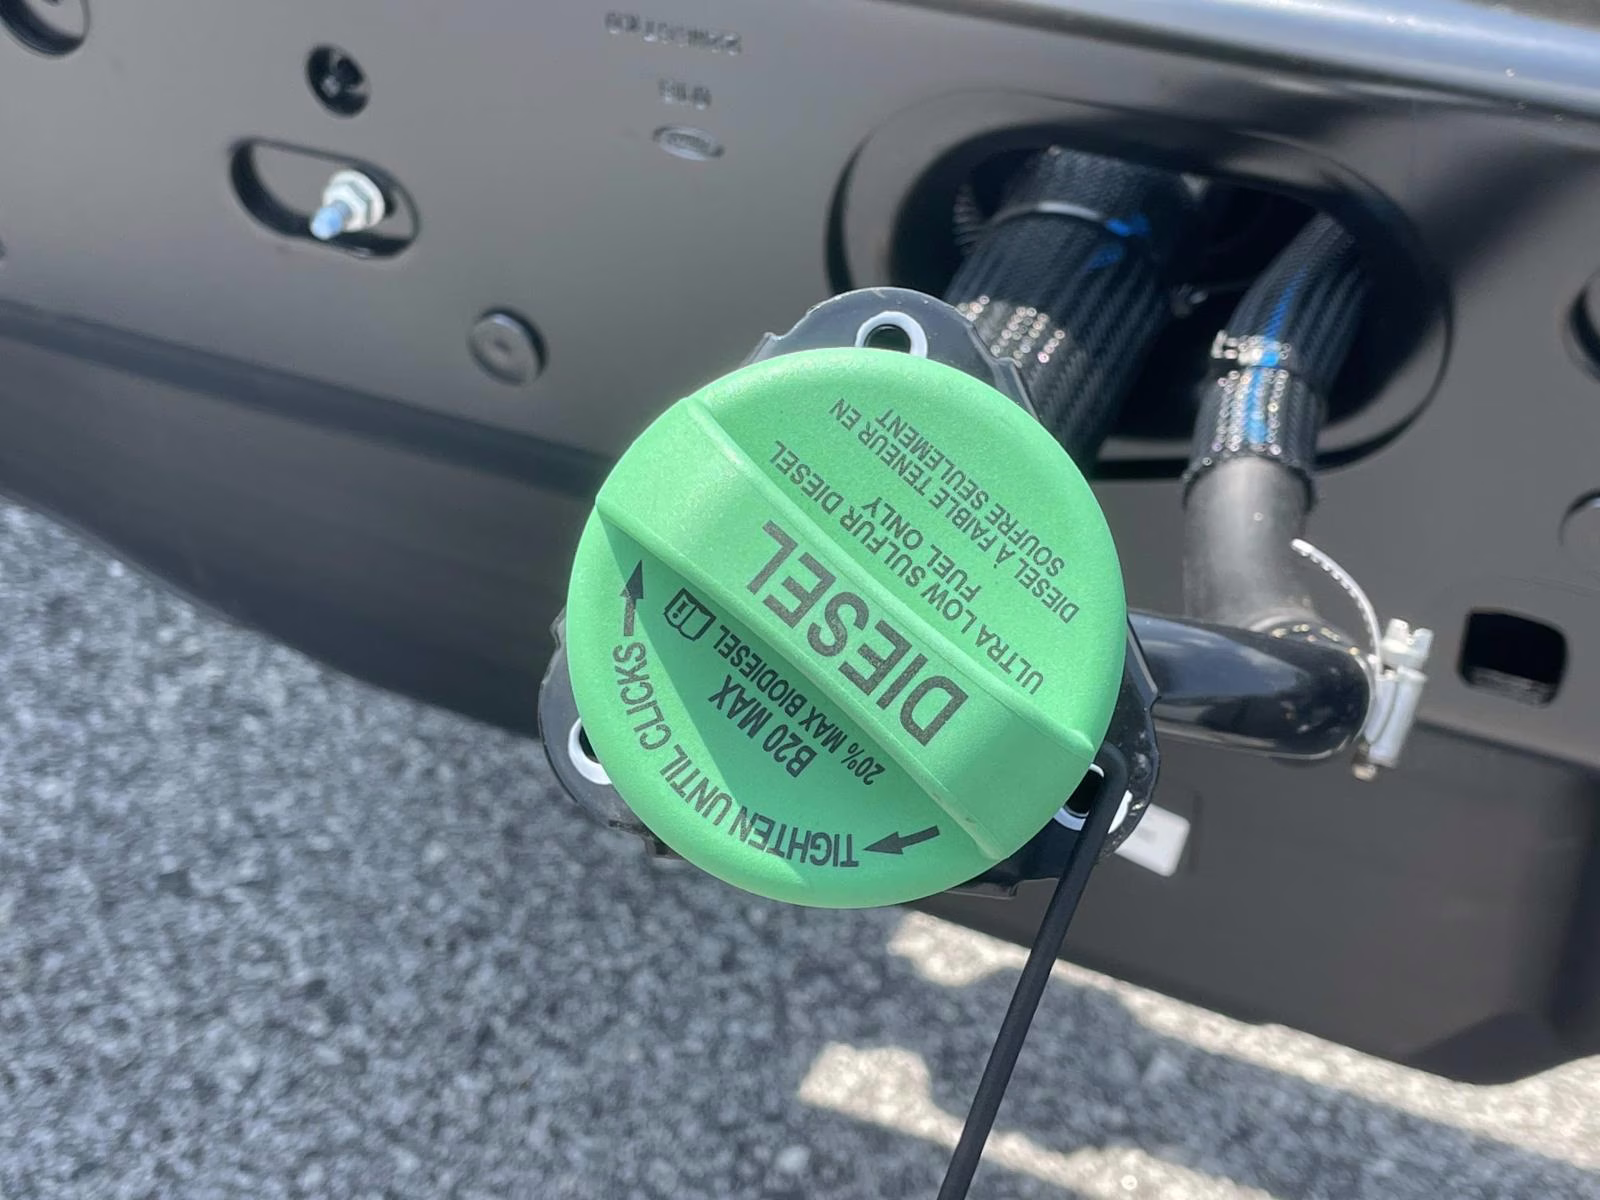 DIESEL À FAIBLE TENEUR EN
SOUFRE SEULEMENT
ULTRA LOW SULFUR DIESEL
FUEL ONLY
DIESEL
B20 MAX
20% MAX BIODIESEL
TIGHTEN UNTIL CLICKS